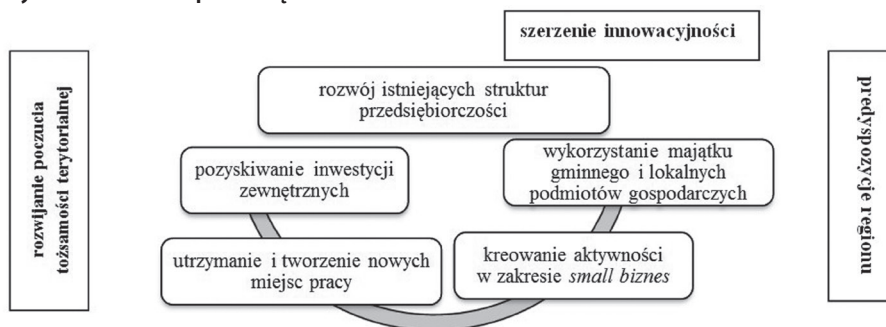 szerzenie innowacyjności
rozwijanie poczucia
tożsamości terytorialnej
predyspozycje regionu
rozwój istniejących struktur
przedsiębiorczości
pozyskiwanie inwestycji
zewnętrznych
wykorzystanie majątku
gminnego i lokalnych
podmiotów gospodarczych
utrzymanie i tworzenie nowych
miejsc pracy
kreowanie aktywności
w zakresie small biznes